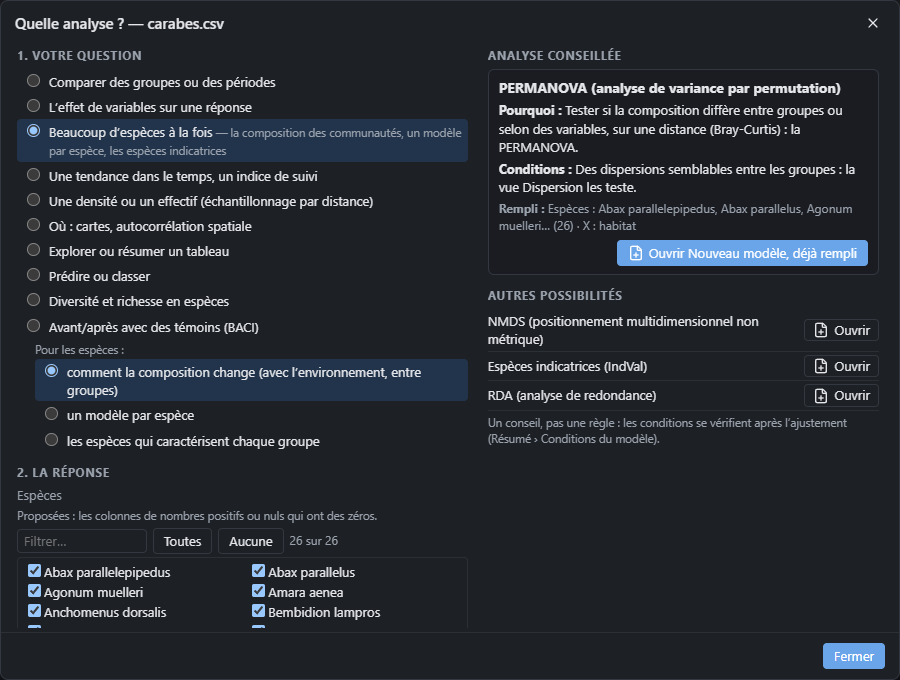 Quelle analyse ? — carabes.csv
1. VOTRE QUESTION
Comparer des groupes ou des périodes
L’effet de variables sur une réponse
Beaucoup d’espèces à la fois — la composition des communautés, un modèle
par espèce, les espèces indicatrices
Une tendance dans le temps, un indice de suivi
Une densité ou un effectif (échantillonnage par distance)
Où : cartes, autocorrélation spatiale
Explorer ou résumer un tableau
Prédire ou classer
Diversité et richesse en espèces
Avant/après avec des témoins (BACI)
Pour les espèces :
comment la composition change (avec l’environnement, entre
groupes)
un modèle par espèce
les espèces qui caractérisent chaque groupe
2. LA RÉPONSE
Espèces
Proposées : les colonnes de nombres positifs ou nuls qui ont des zéros.
Filtrer...
Toutes
Aucune
26 sur 26
Abax parallelepipedus
Abax parallelus
Agonum muelleri
Amara aenea
Anchomenus dorsalis
Bembidion lampros
ANALYSE CONSEILLÉE
PERMANOVA (analyse de variance par permutation)
Pourquoi : Tester si la composition diffère entre groupes ou
selon des variables, sur une distance (Bray-Curtis) : la
PERMANOVA.
Conditions : Des dispersions semblables entre les groupes : la
vue Dispersion les teste.
Rempli : Espèces : Abax parallelepipedus, Abax parallelus, Agonum
muelleri... (26) · X : habitat
Ouvrir Nouveau modèle, déjà rempli
AUTRES POSSIBILITÉS
NMDS (positionnement multidimensionnel non
métrique)
Ouvrir
Espèces indicatrices (IndVal)
Ouvrir
RDA (analyse de redondance)
Ouvrir
Un conseil, pas une règle : les conditions se vérifient après l’ajustement
(Résumé › Conditions du modèle).
Fermer